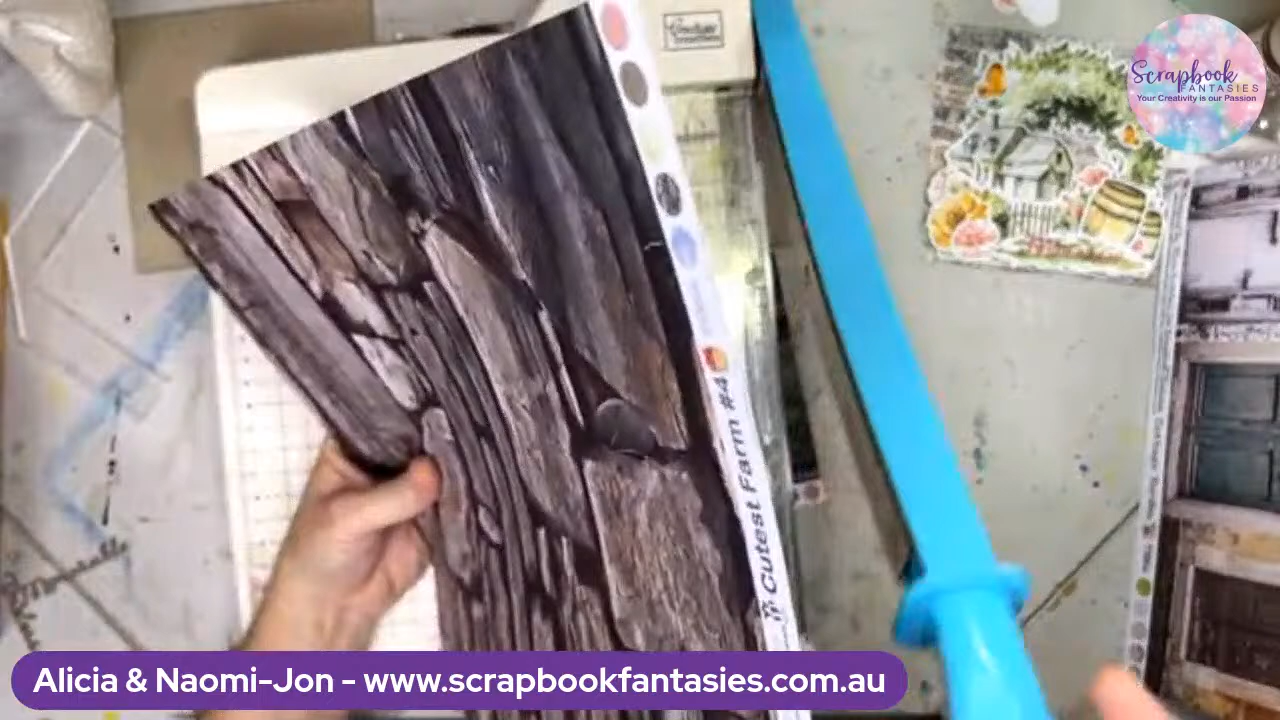 Scrapbook
FANTASIES
Your Creativity is our Passion
Cutest Farm #4
Alicia & Naomi-Jon - www.scrapbookfantasies.com.au